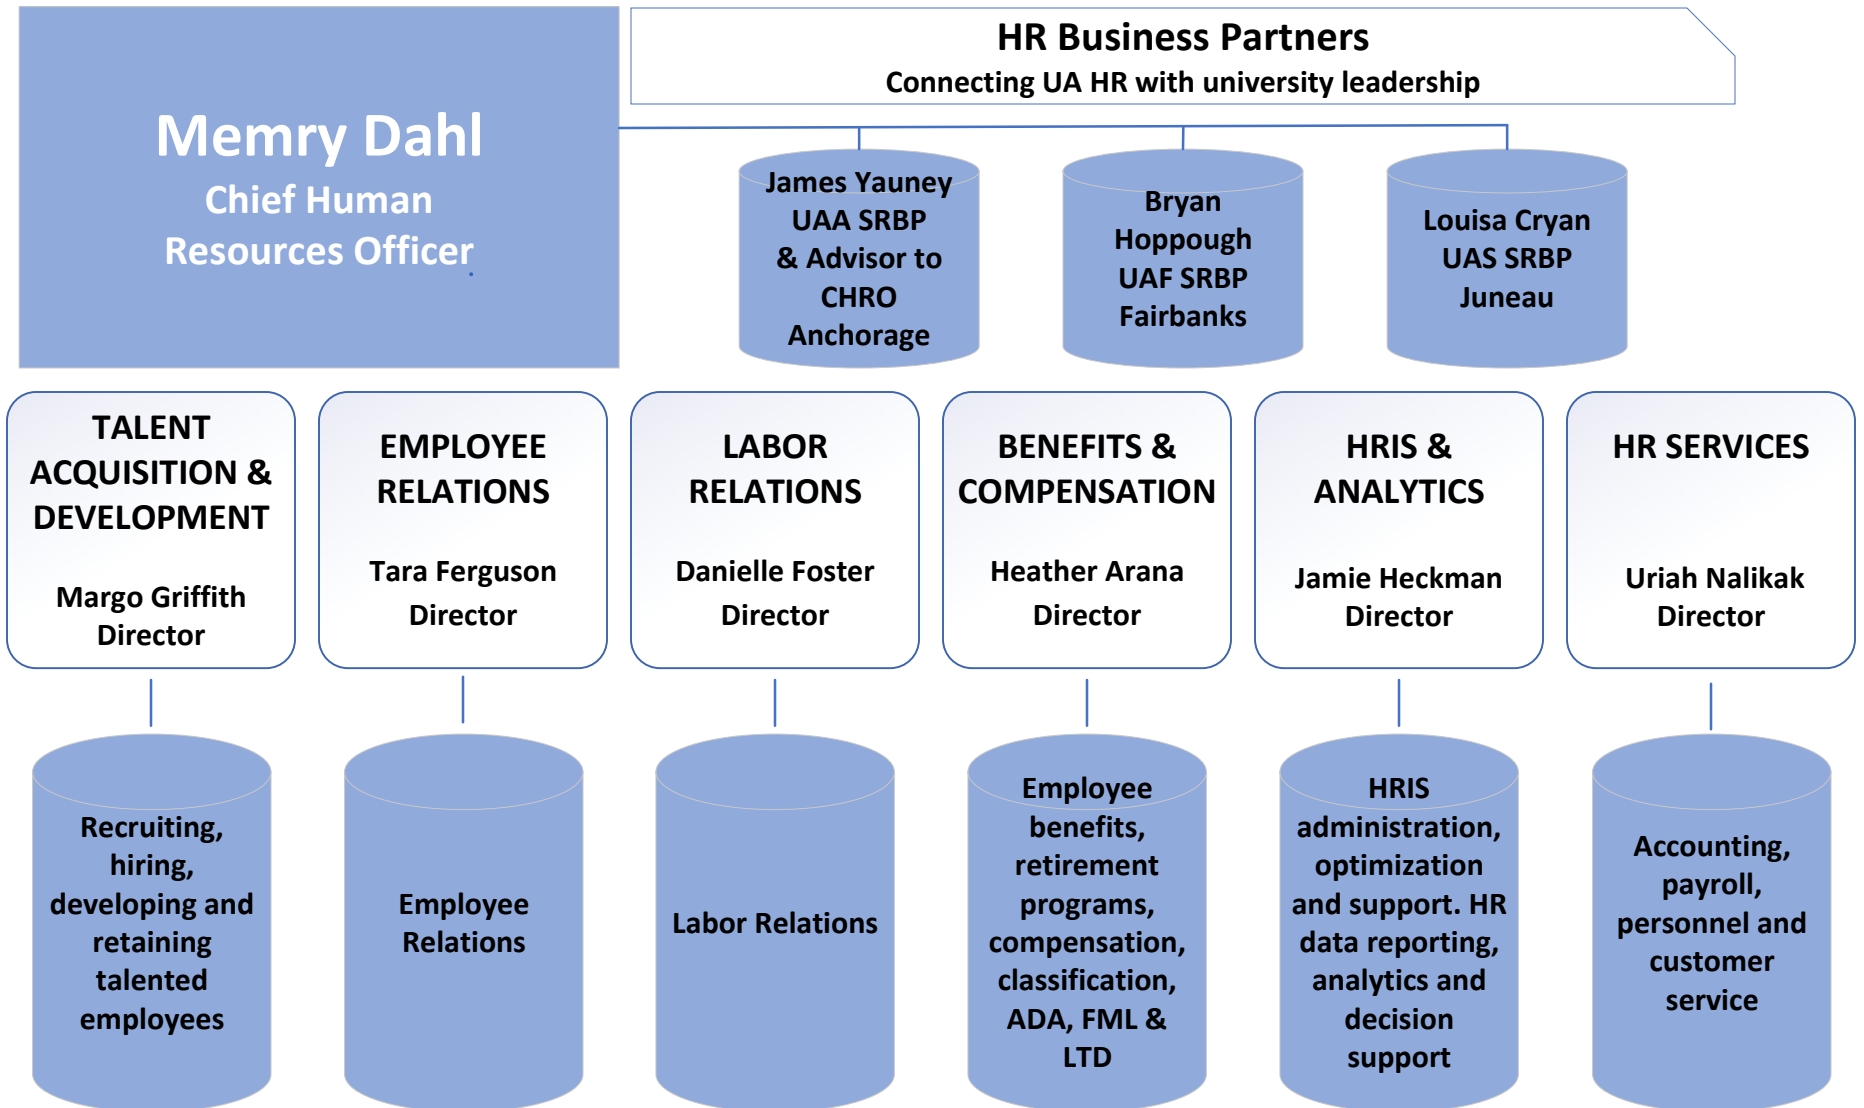 Memry Dahl
Chief Human
Resources Officer
HR Business Partners
Connecting UA HR with university leadership
James Yauney
UAA SRBP
& Advisor to
CHRO
Anchorage
Bryan
Hoppough
UAF SRBP
Fairbanks
Louisa Cryan
UAS SRBP
Juneau
TALENT
ACQUISITION &
DEVELOPMENT
Margo Griffith
Director
EMPLOYEE
RELATIONS
Tara Ferguson
Director
LABOR
RELATIONS
Danielle Foster
Director
BENEFITS &
COMPENSATION
Heather Arana
Director
HRIS &
ANALYTICS
Jamie Heckman
Director
HR SERVICES
Uriah Nalikak
Director
Recruiting,
hiring,
developing and
retaining
talented
employees
Employee
Relations
Labor Relations
Employee
benefits,
retirement
programs,
compensation,
classification,
ADA, FML &
LTD
HRIS
administration,
optimization
and support. HR
data reporting,
analytics and
decision
support
Accounting,
payroll,
personnel and
customer
service